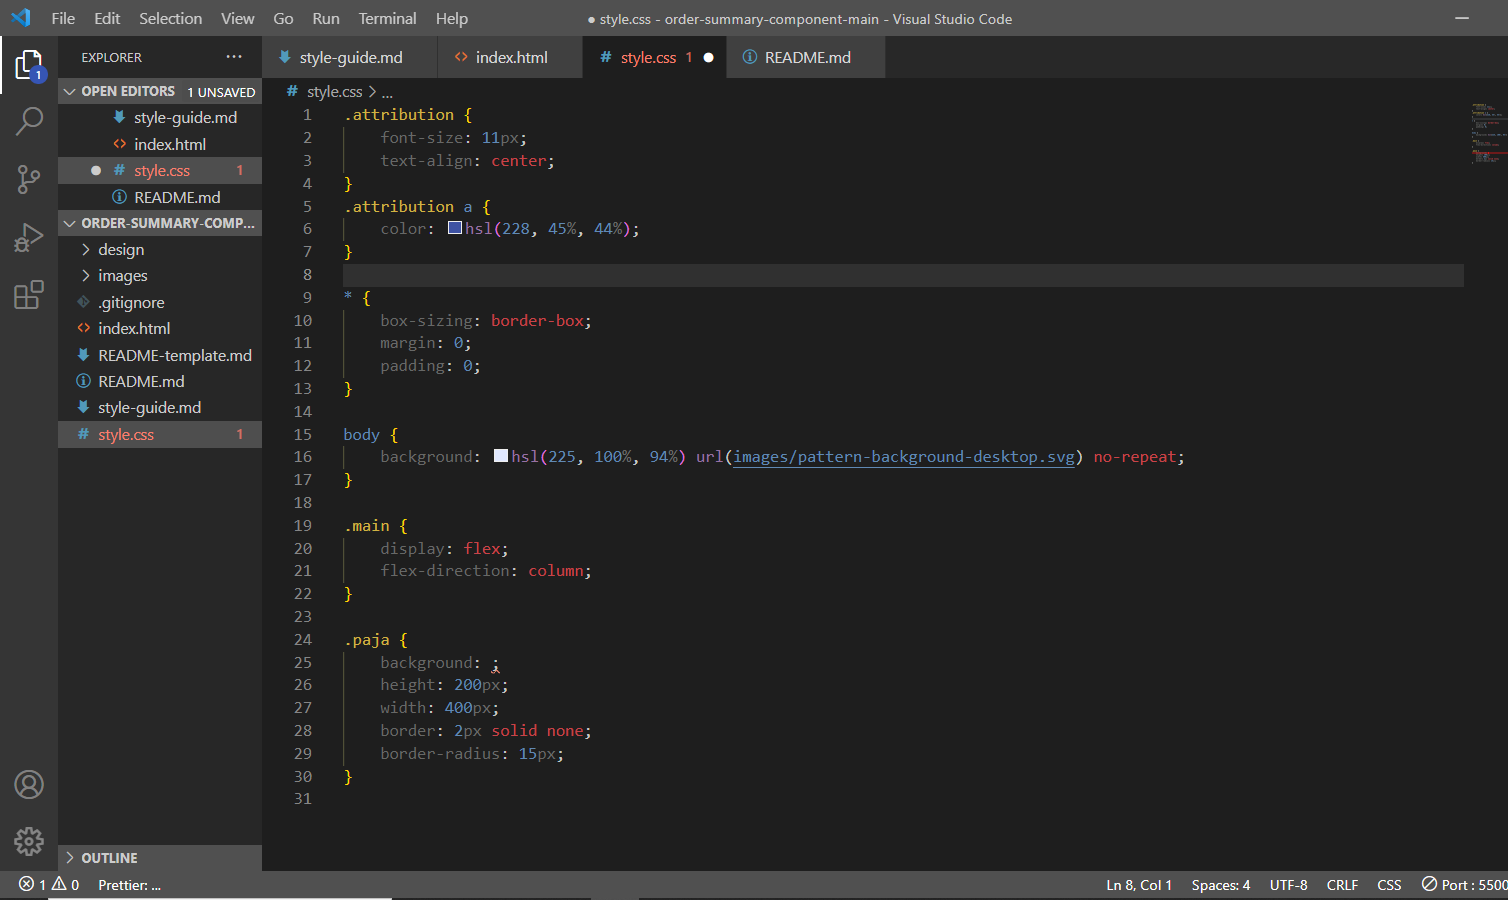 File Edit Selection View Go Run Terminal Help
● style.css - order-summary-component-main - Visual Studio Code
1
EXPLORER ...
OPEN EDITORS 1 UNSAVED
style-guide.md
index.html
# style.css 1
README.md
ORDER-SUMMARY-COMP...
design
images
.gitignore
index.html
README-template.md
README.md
style-guide.md
# style.css 1
OUTLINE
style-guide.md
<> index.html
# style.css 1
README.md
# style.css > ...
1 .attribution {
2 font-size: 11px;
3 text-align: center;
4 }
5 .attribution a {
6 color: hsl(228, 45%, 44%);
7 }
8
9 * {
10 box-sizing: border-box;
11 margin: 0;
12 padding: 0;
13 }
14
15 body {
16 background: hsl(225, 100%, 94%) url(images/pattern-background-desktop.svg) no-repeat;
17 }
18
19 .main {
20 display: flex;
21 flex-direction: column;
22 }
23
24 .paja {
25 background: ;
26 height: 200px;
27 width: 400px;
28 border: 2px solid none;
29 border-radius: 15px;
30 }
31
1 0 Prettier: ...
Ln 8, Col 1 Spaces: 4 UTF-8 CRLF CSS Port : 5500